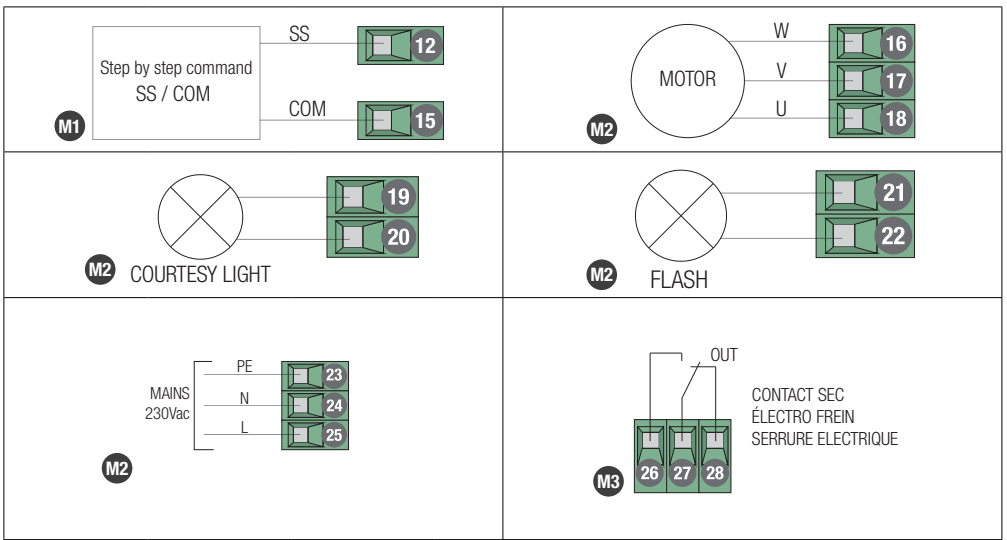 Step by step command
SS / COM
SS
12
COM
15
M1
MOTOR
W
16
V
17
U
18
M2
19
20
M2
COURTESY LIGHT
21
22
M2
FLASH
MAINS
230Vac
PE
23
N
24
L
25
M2
OUT
CONTACT SEC
ÉLECTRO FREIN
SERRURE ELECTRIQUE
26
27
28
M3